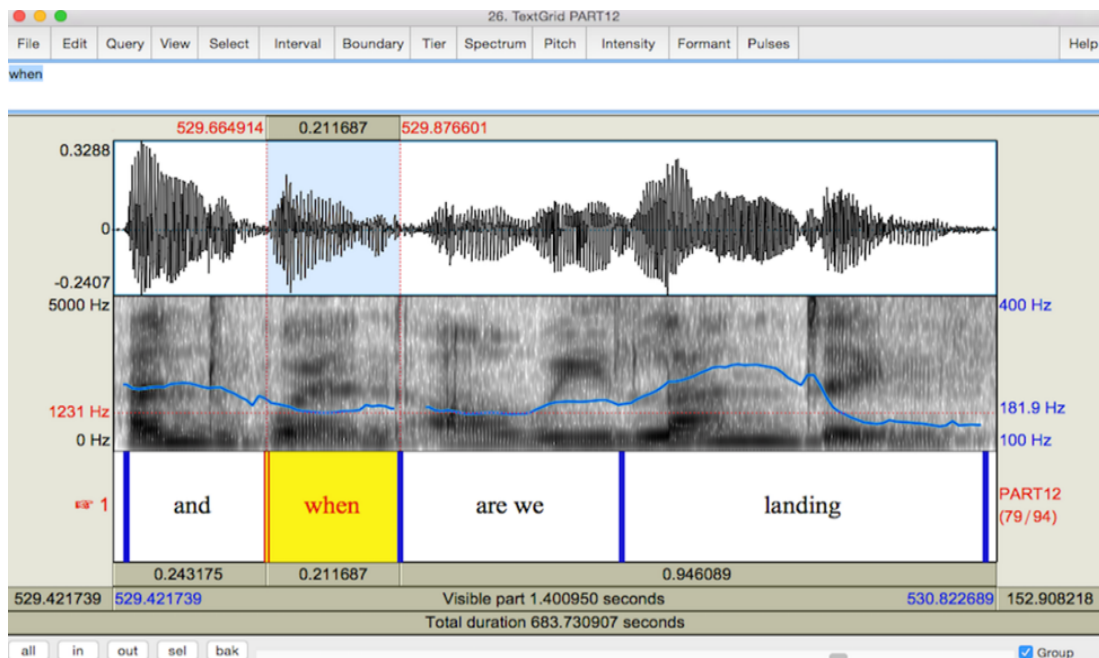 26. TextGrid PART12
File Edit Query View Select Interval Boundary Tier Spectrum Pitch Intensity Formant Pulses Help
when
529.664914 0.211687 529.876601
0.3288
0
-0.2407
5000 Hz 400 Hz
1231 Hz 181.9 Hz
0 Hz 100 Hz
☞ 1 and when are we landing PART12
(79/94)
0.243175 0.211687 0.946089
529.421739 529.421739 Visible part 1.400950 seconds 530.822689 152.908218
Total duration 683.730907 seconds
all in out sel bak Group